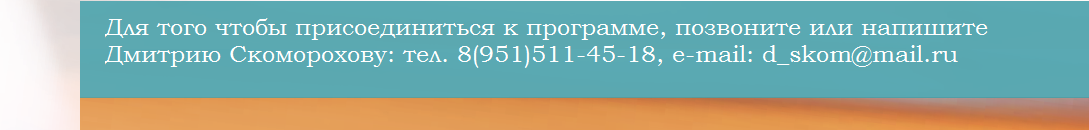 Для того чтобы присоединиться к программе, позвоните или напишите
Дмитрию Скоморохову: тел. 8(951)511-45-18, e-mail: d_skom@mail.ru